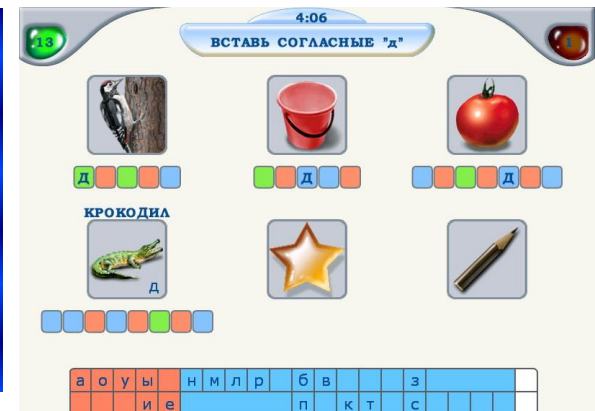 4:06
13
ВСТАВЬ СОГЛАСНЫЕ "д"
1
д
д
д
КРОКОДИЛ
д
а о у ы н м л р б в з
и е п к т с